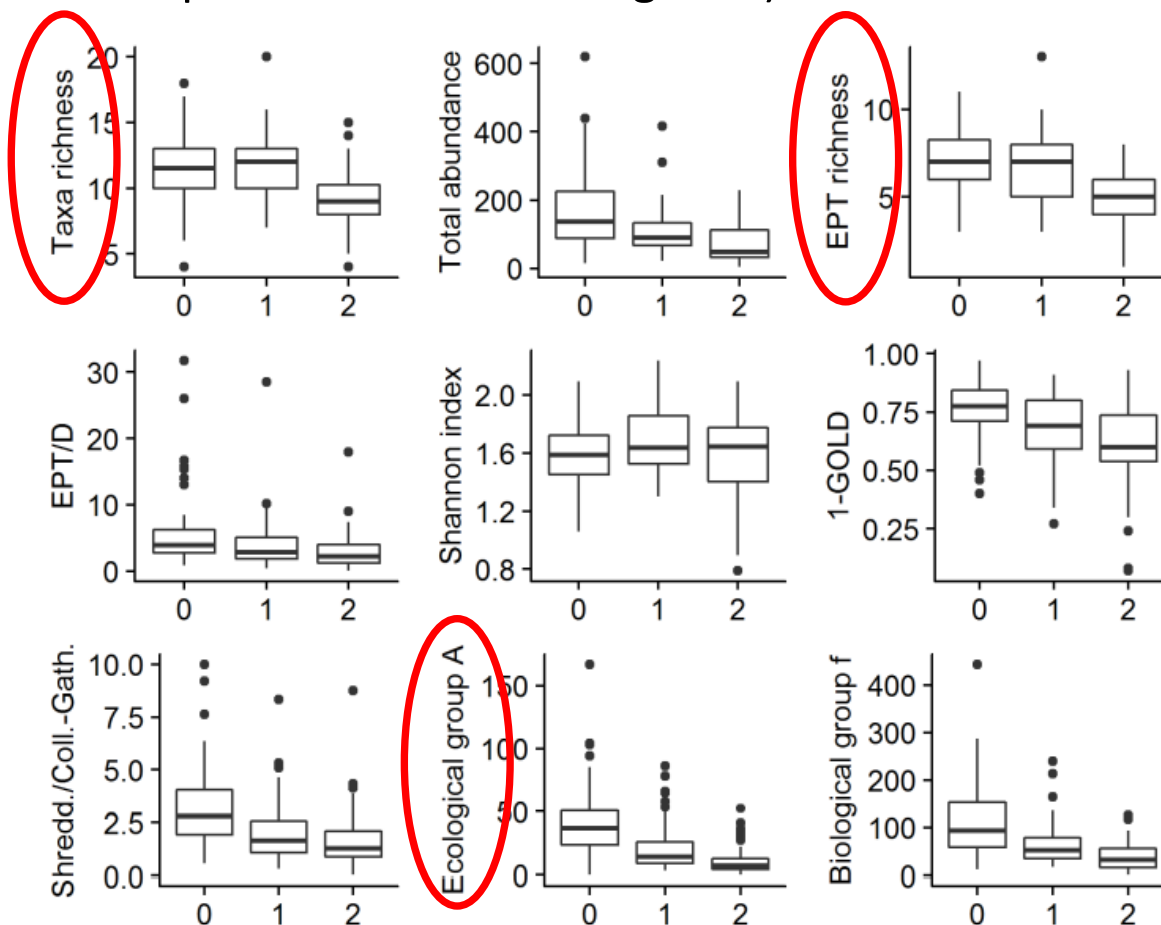 Taxa richness
20
15
10
5
0 1 2
Total abundance
600
400
200
0
0 1 2
EPT richness
10
5
0 1 2
EPT/D
30
20
10
0
0 1 2
Shannon index
2.0
1.6
1.2
0.8
0 1 2
1-GOLD
1.00
0.75
0.50
0.25
0 1 2
Shredd./Coll.-Gath.
10.0
7.5
5.0
2.5
0.0
0 1 2
Ecological group A
150
100
50
0
0 1 2
Biological group f
400
300
200
100
0
0 1 2